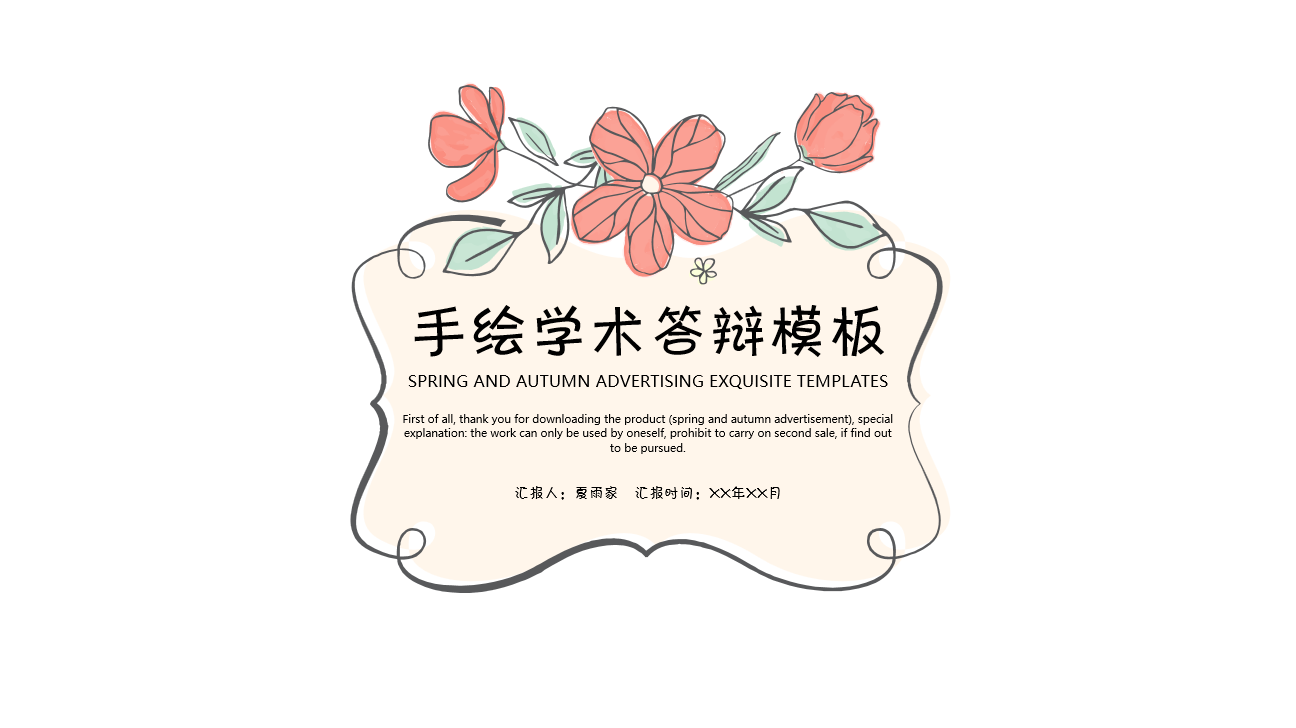 手绘学术答辩模板
SPRING AND AUTUMN ADVERTISING EXQUISITE TEMPLATES
First of all, thank you for downloading the product (spring and autumn advertisement), special
explanation: the work can only be used by oneself, prohibit to carry on second sale, if find out
to be pursued.
汇报人：夏雨家 汇报时间：XX年XX月